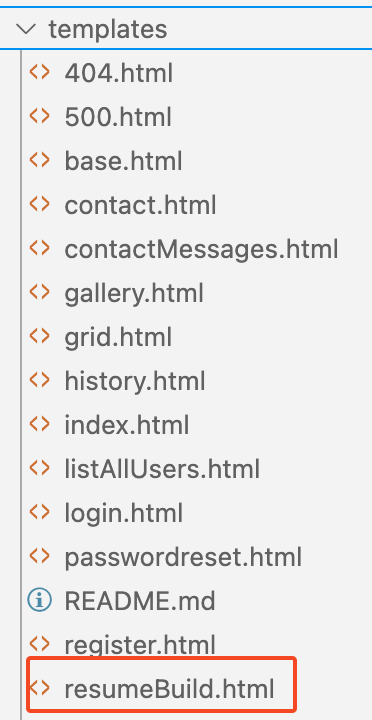 templates
404.html
500.html
base.html
contact.html
contactMessages.html
gallery.html
grid.html
history.html
index.html
listAllUsers.html
login.html
passwordreset.html
README.md
register.html
resumeBuild.html